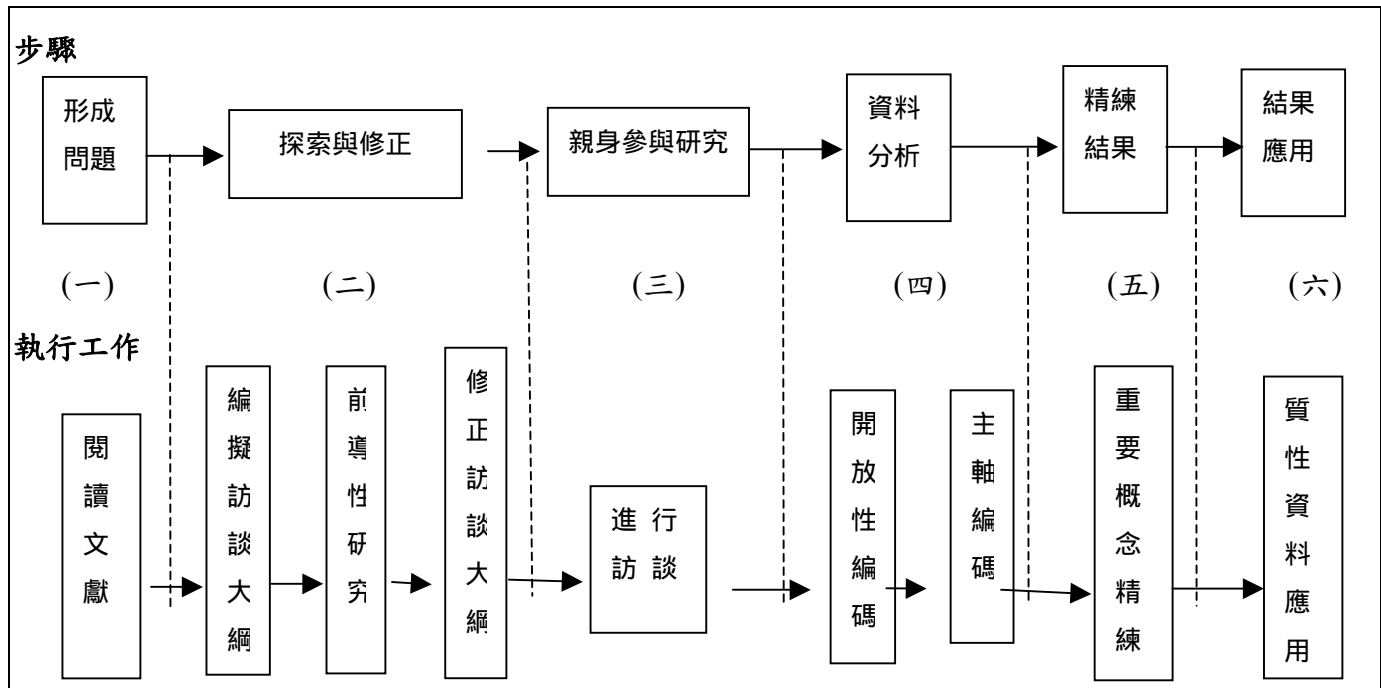 步驟
形成
問題
探索與修正
親身參與研究
資料
分析
精練
結果
結果
應用
(一)
(二)
(三)
(四)
(五)
(六)
執行工作
閱讀文獻
編擬訪談大綱
前導性研究
修正訪談大綱
進行
訪談
開放性編碼
主軸編碼
重要概念精練
質性資料應用